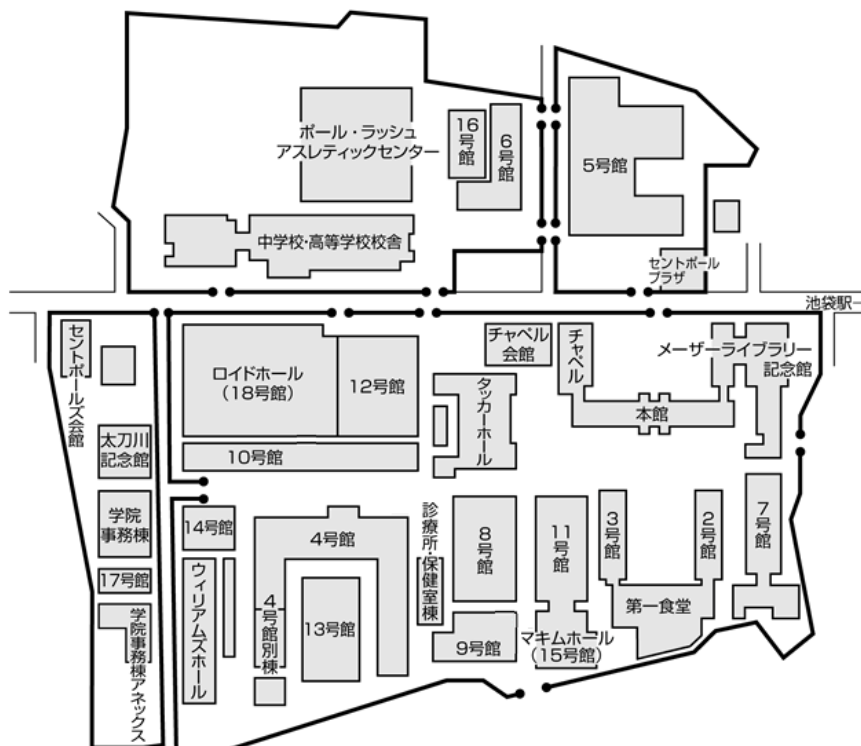 ポール・ラッシュ
アスレティックセンター
16号館
6号館
5号館
中学校・高等学校校舎
セントポール
プラザ
池袋駅
セントポールズ会館
ロイドホール
（18号館）
12号館
チャペル
会館
チャペル
メーザーライブラリー
記念館
本館
タッカーホール
太刀川
記念館
10号館
学院
事務棟
14号館
4号館
診療所・保健室棟
8号館
11号館
3号館
2号館
7号館
17号館
ウィリアムズホール
4号館別棟
13号館
第一食堂
9号館
マキムホール
（15号館）
学院事務棟アネックス